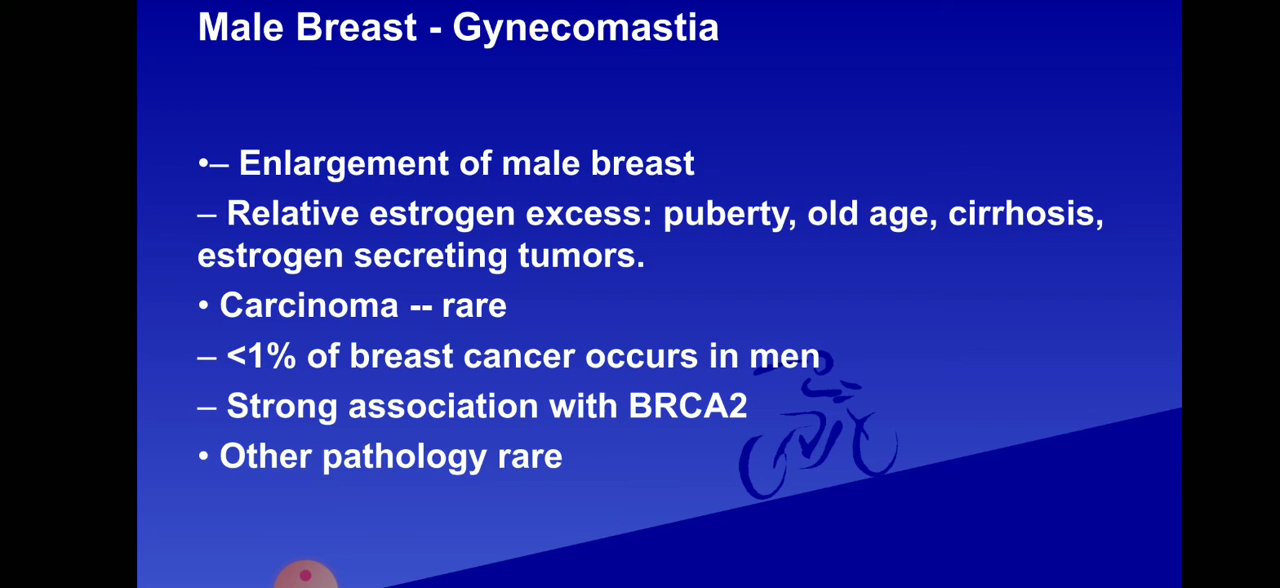 Male Breast - Gynecomastia
•– Enlargement of male breast
– Relative estrogen excess: puberty, old age, cirrhosis,
estrogen secreting tumors.
• Carcinoma -- rare
– <1% of breast cancer occurs in men
– Strong association with BRCA2
• Other pathology rare